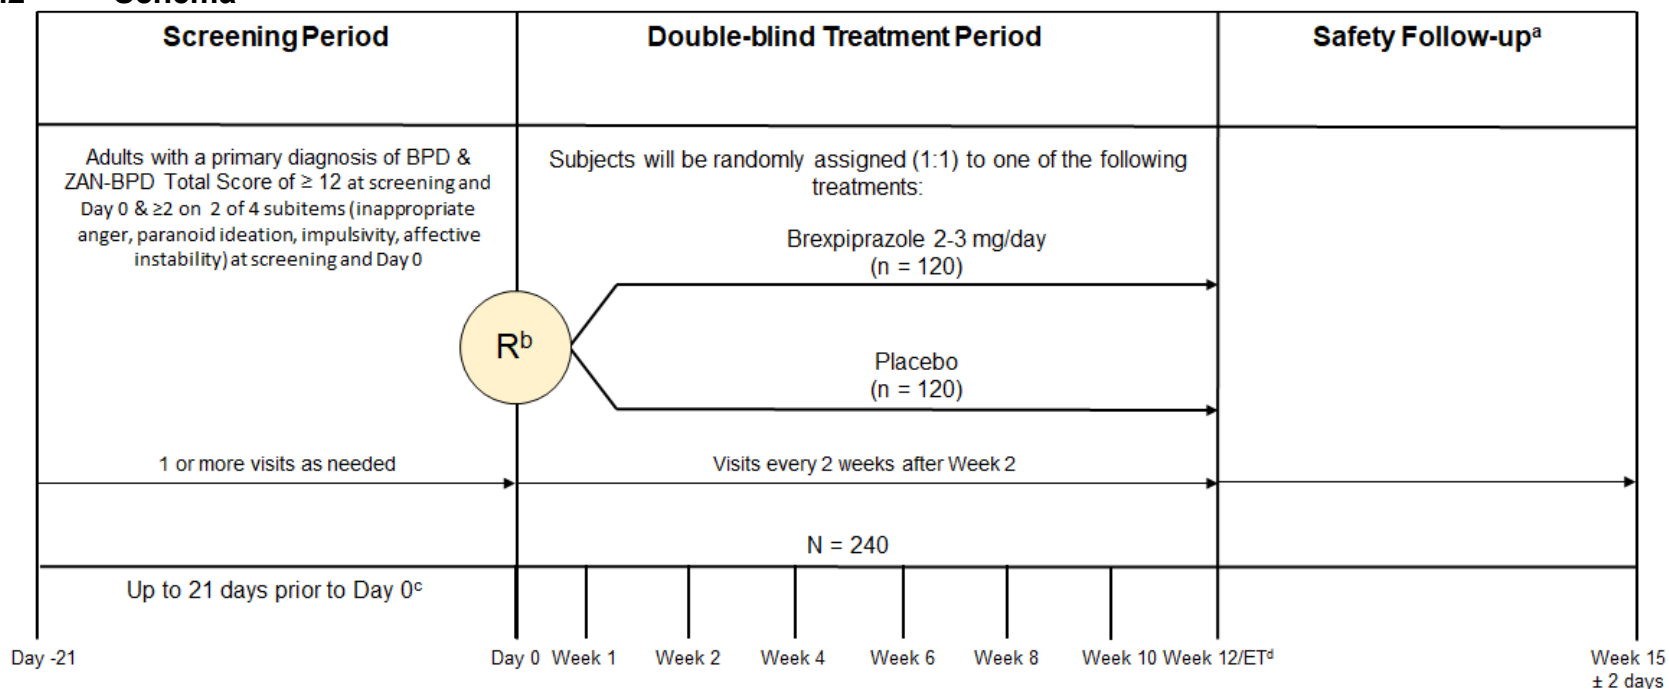 Screening Period
Double-blind Treatment Period
Safety Follow-upᵃ
Adults with a primary diagnosis of BPD &
ZAN-BPD Total Score of ≥ 12 at screening and
Day 0 & ≥2 on 2 of 4 subitems (inappropriate
anger, paranoid ideation, impulsivity, affective
instability) at screening and Day 0
Subjects will be randomly assigned (1:1) to one of the following
treatments:
Brexpiprazole 2-3 mg/day
(n = 120)
Rᵇ
Placebo
(n = 120)
1 or more visits as needed
Visits every 2 weeks after Week 2
N = 240
Up to 21 days prior to Day 0ᶜ
Day -21
Day 0
Week 1
Week 2
Week 4
Week 6
Week 8
Week 10
Week 12/ETᵈ
Week 15
± 2 days